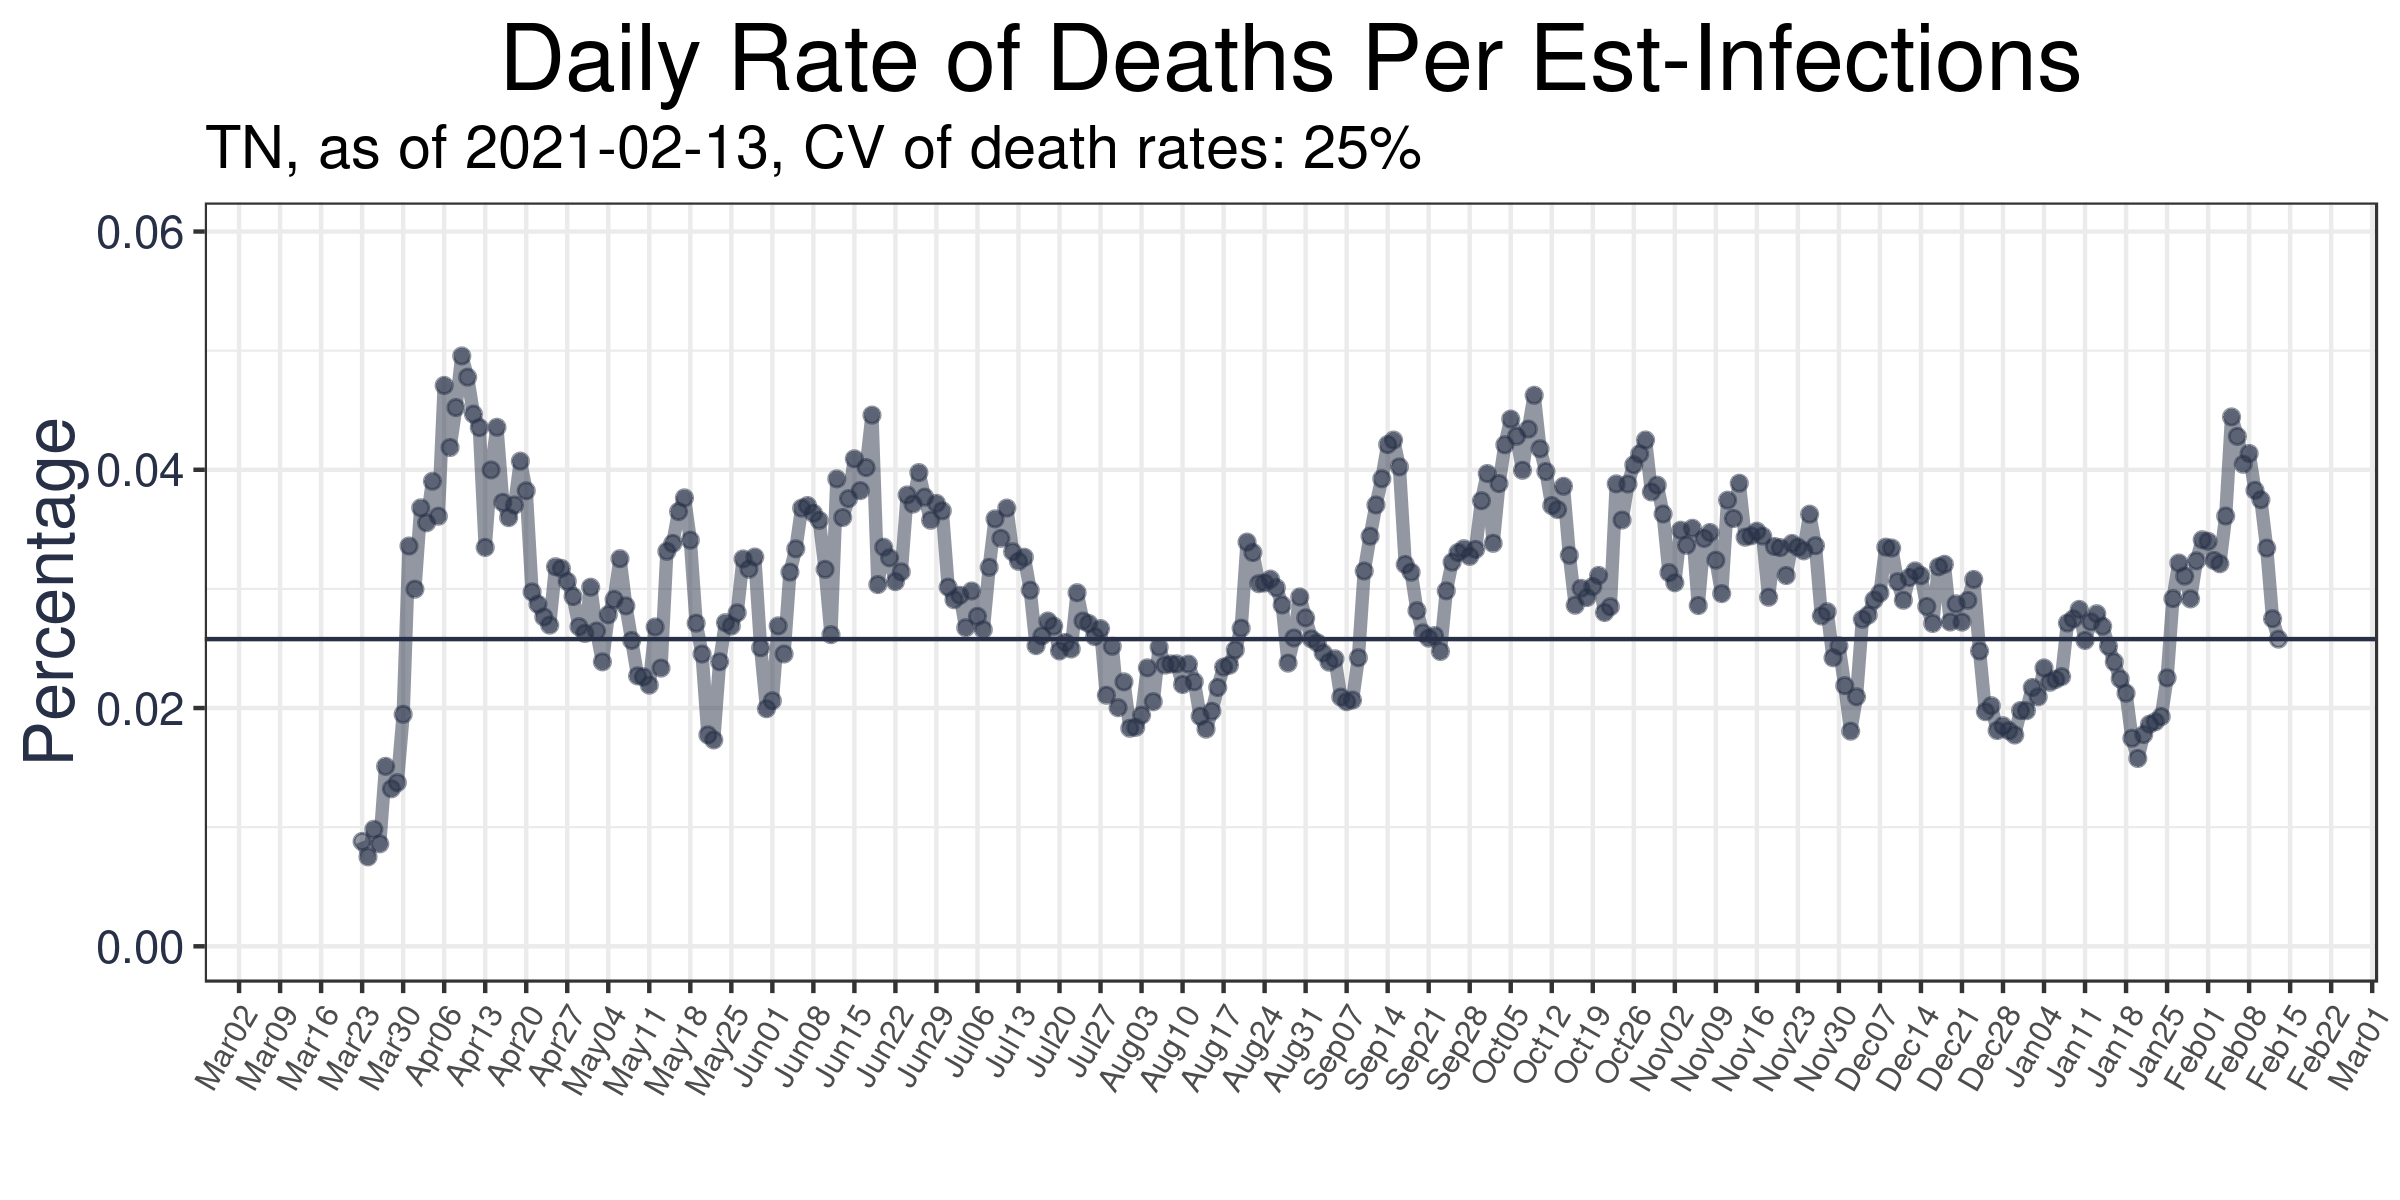 Daily Rate of Deaths Per Est-Infections
TN, as of 2021-02-13, CV of death rates: 25%
Percentage
0.06
0.04
0.02
0.00
Mar02
Mar09
Mar16
Mar23
Mar30
Apr06
Apr13
Apr20
Apr27
May04
May11
May18
May25
Jun01
Jun08
Jun15
Jun22
Jun29
Jul06
Jul13
Jul20
Jul27
Aug03
Aug10
Aug17
Aug24
Aug31
Sep07
Sep14
Sep21
Sep28
Oct05
Oct12
Oct19
Oct26
Nov02
Nov09
Nov16
Nov23
Nov30
Dec07
Dec14
Dec21
Dec28
Jan04
Jan11
Jan18
Jan25
Feb01
Feb08
Feb15
Feb22
Mar01